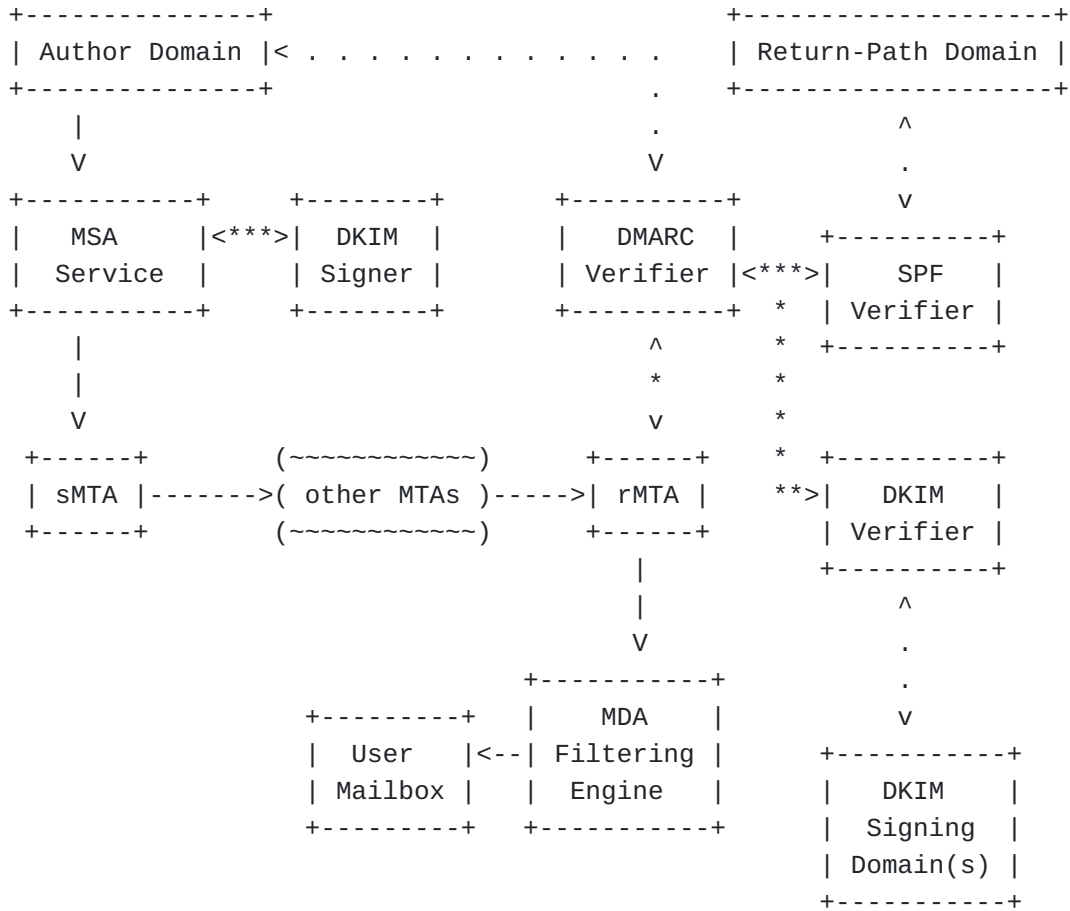 +---------------+                             +--------------------+
| Author Domain |< . . . . . . . . . . . .    | Return-Path Domain |
+---------------+                        .    +--------------------+
    |                                    .               ^
    V                                    V               .
+-----------+     +--------+       +----------+          v
|   MSA     |<***>|  DKIM  |       |   DMARC  |     +----------+
|  Service  |     | Signer |       | Verifier |<***>|    SPF   |
+-----------+     +--------+       +----------+  *  | Verifier |
    |                                    ^       *  +----------+
    |                                    *       *
    V                                    v       *
 +------+        (~~~~~~~~~~~~)      +------+    *  +----------+
 | sMTA |------->( other MTAs )----->| rMTA |    **>|   DKIM   |
 +------+        (~~~~~~~~~~~~)      +------+       | Verifier |
                                        |           +----------+
                                        |                ^
                                        V                .
                                 +-----------+           .
                   +---------+   |    MDA    |           v
                   |  User   |<--| Filtering |      +-----------+
                   | Mailbox |   |  Engine   |      |   DKIM    |
                   +---------+   +-----------+      |  Signing  |
                                                    | Domain(s) |
                                                    +-----------+